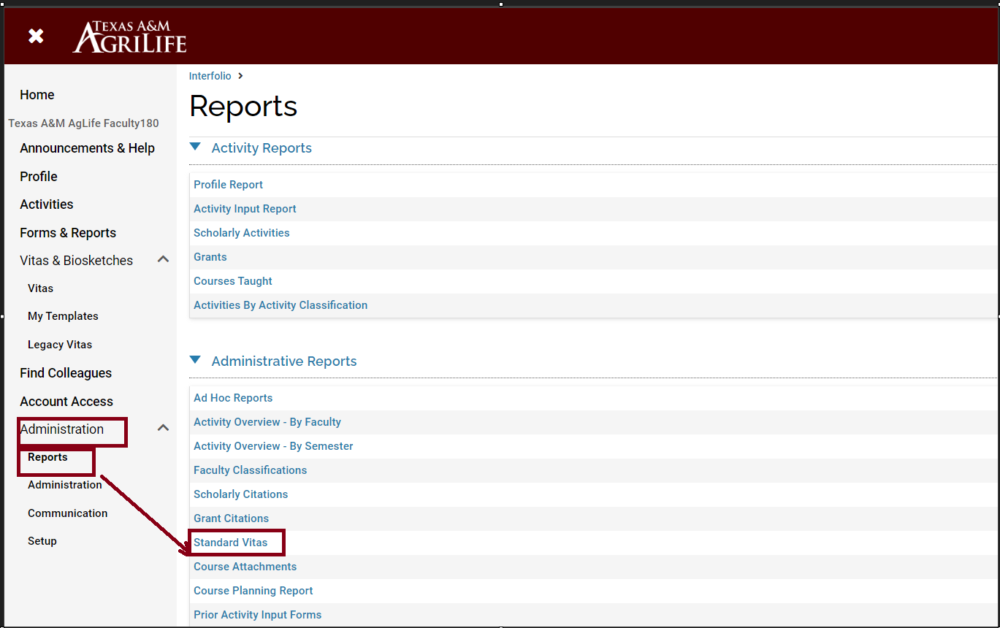 TEXAS A&M
AGRILIFE
Home
Texas A&M AgLife Faculty180
Announcements & Help
Profile
Activities
Forms & Reports
Vitas & Biosketches
Vitas
My Templates
Legacy Vitas
Find Colleagues
Account Access
Administration
Reports
Administration
Communication
Setup
Interfolio
Reports
Activity Reports
Profile Report
Activity Input Report
Scholarly Activities
Grants
Courses Taught
Activities By Activity Classification
Administrative Reports
Ad Hoc Reports
Activity Overview - By Faculty
Activity Overview - By Semester
Faculty Classifications
Scholarly Citations
Grant Citations
Standard Vitas
Course Attachments
Course Planning Report
Prior Activity Input Forms